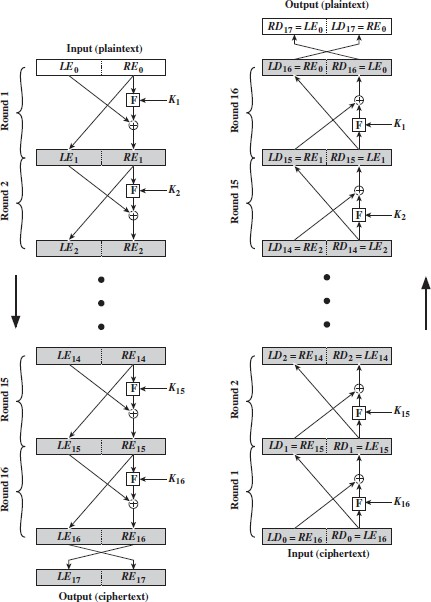 Input (plaintext)
LE0 RE0
Round 1
F K1
LE1 RE1
Round 2
F K2
LE2 RE2
LE14 RE14
Round 15
F K15
LE15 RE15
Round 16
F K16
LE16 RE16
LE17 RE17
Output (ciphertext)
Output (plaintext)
RD17 = LE0 LD17 = RE0
LD16 = RE0 RD16 = LE0
Round 16
F K1
LD15 = RE1 RD15 = LE1
Round 15
F K2
LD14 = RE2 RD14 = LE2
LD2 = RE14 RD2 = LE14
Round 2
F K15
LD1 = RE15 RD1 = LE15
Round 1
F K16
LD0 = RE16 RD0 = LE16
Input (ciphertext)